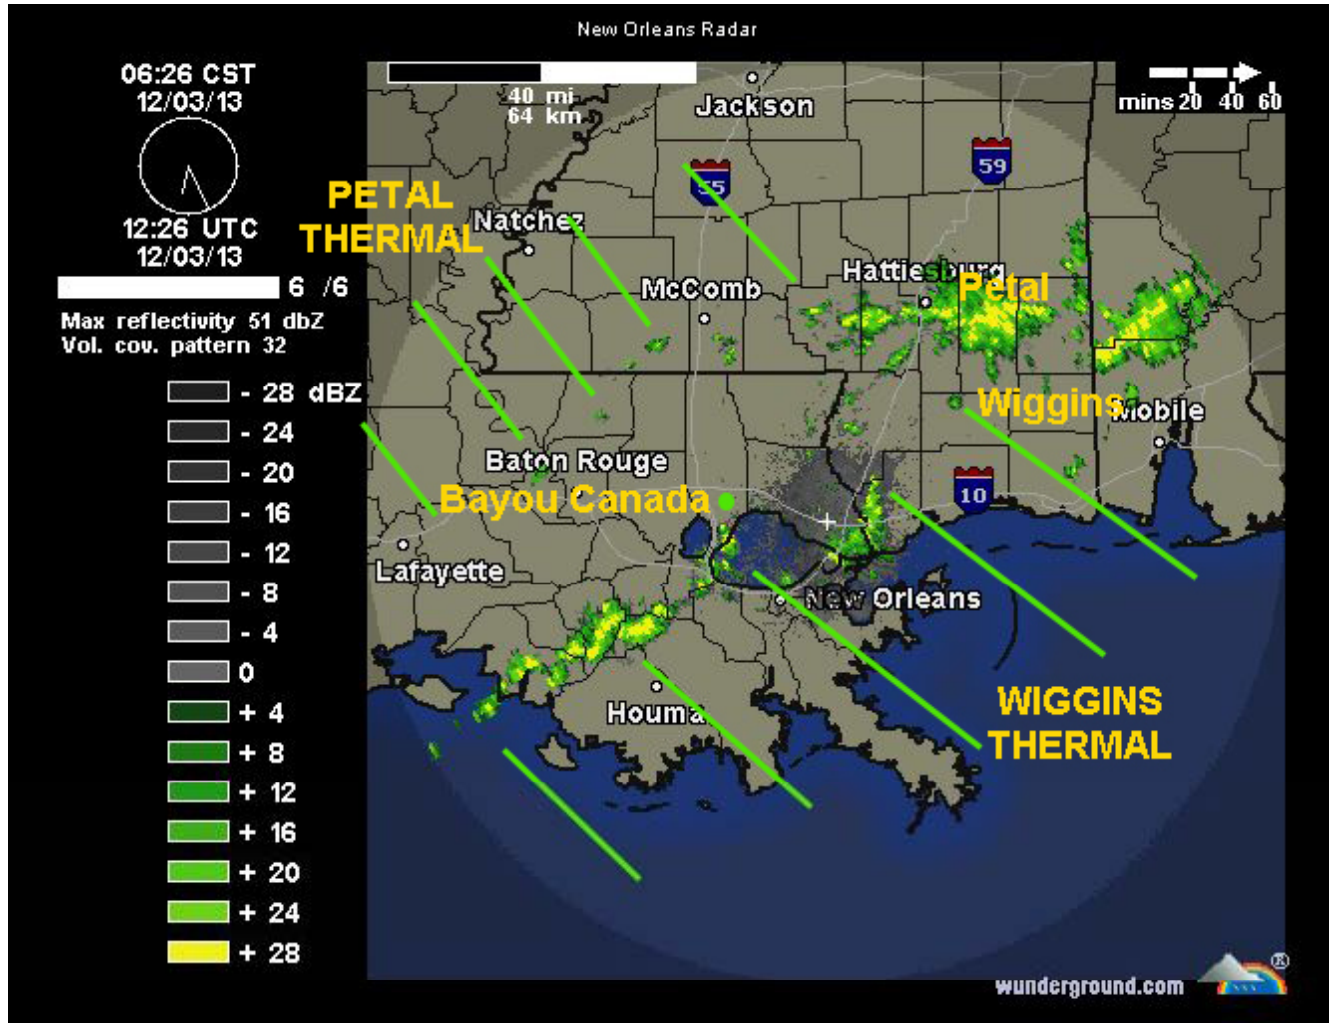 New Orleans Radar
06:26 CST
12/03/13
12:26 UTC
12/03/13
6 /6
Max reflectivity 51 dbZ
Vol. cov. pattern 32
- 28 dBZ
- 24
- 20
- 16
- 12
- 8
- 4
0
+ 4
+ 8
+ 12
+ 16
+ 20
+ 24
+ 28
40 mi
64 km
mins 20 40 60
Jackson
59
55
PETAL
THERMAL
Natchez
Hattiesburg
Petal
McComb
Wiggins
Mobile
Baton Rouge
Bayou Canada
10
Lafayette
New Orleans
Houma
WIGGINS
THERMAL
wunderground.com
®